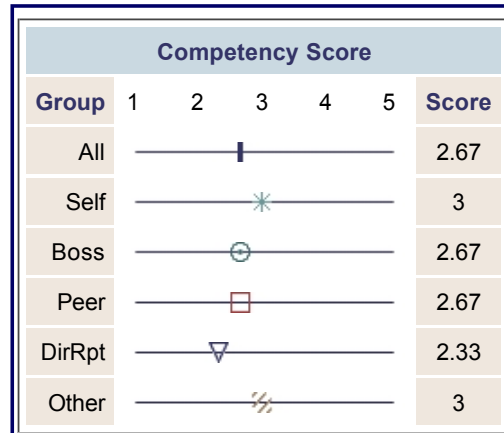 Competency Score
Group 1 2 3 4 5 Score
All 2.67
Self 3
Boss 2.67
Peer 2.67
DirRpt 2.33
Other 3